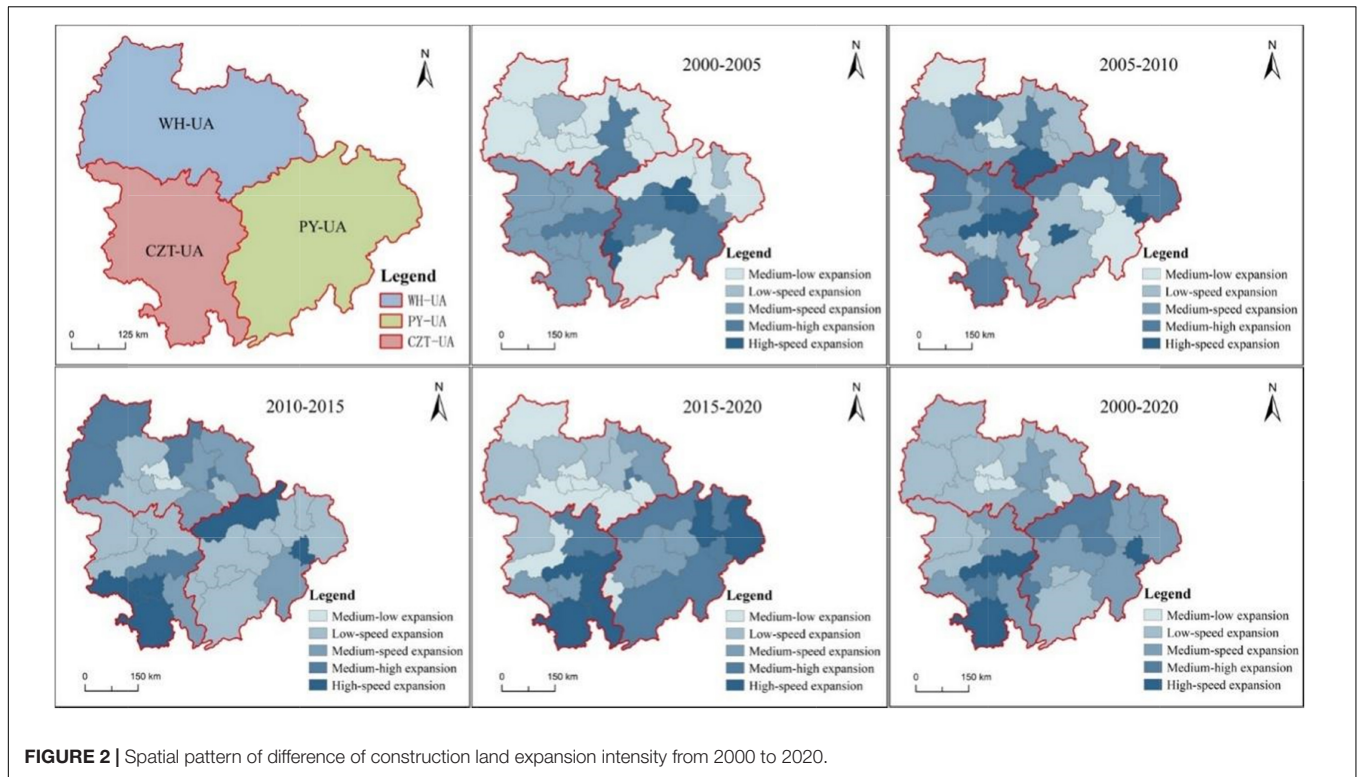 N
WH-UA
PY-UA
CZT-UA
Legend
WH-UA
PY-UA
CZT-UA
0 125 km
N
2000-2005
Legend
Medium-low expansion
Low-speed expansion
Medium-speed expansion
Medium-high expansion
High-speed expansion
0 150 km
N
2005-2010
Legend
Medium-low expansion
Low-speed expansion
Medium-speed expansion
Medium-high expansion
High-speed expansion
0 150 km
N
2010-2015
Legend
Medium-low expansion
Low-speed expansion
Medium-speed expansion
Medium-high expansion
High-speed expansion
0 150 km
N
2015-2020
Legend
Medium-low expansion
Low-speed expansion
Medium-speed expansion
Medium-high expansion
High-speed expansion
0 150 km
N
2000-2020
Legend
Medium-low expansion
Low-speed expansion
Medium-speed expansion
Medium-high expansion
High-speed expansion
0 150 km
FIGURE 2 | Spatial pattern of difference of construction land expansion intensity from 2000 to 2020.